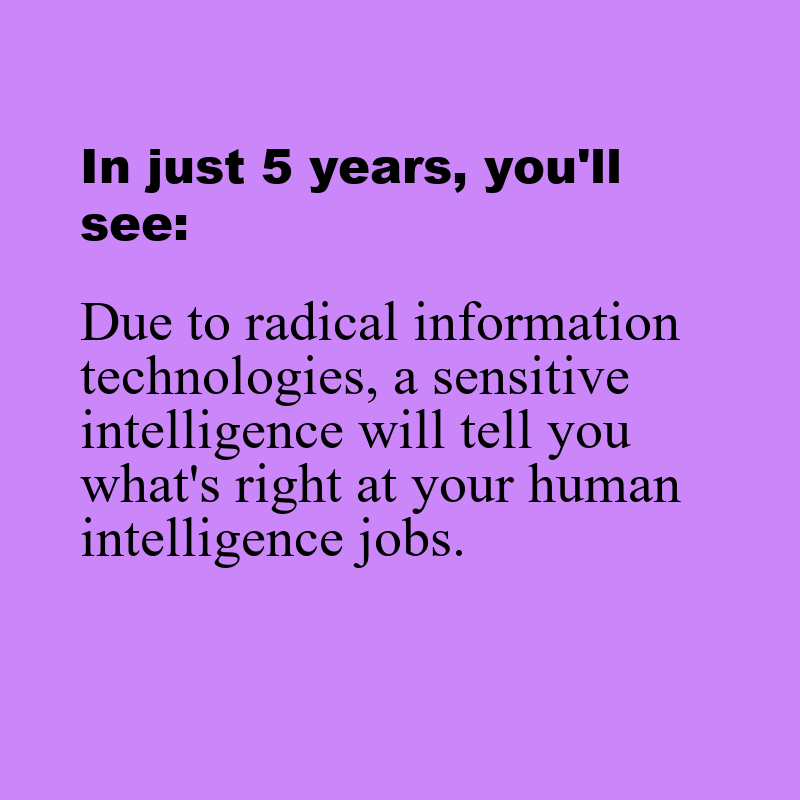 In just 5 years, you'll
see:
Due to radical information
technologies, a sensitive
intelligence will tell you
what's right at your human
intelligence jobs.